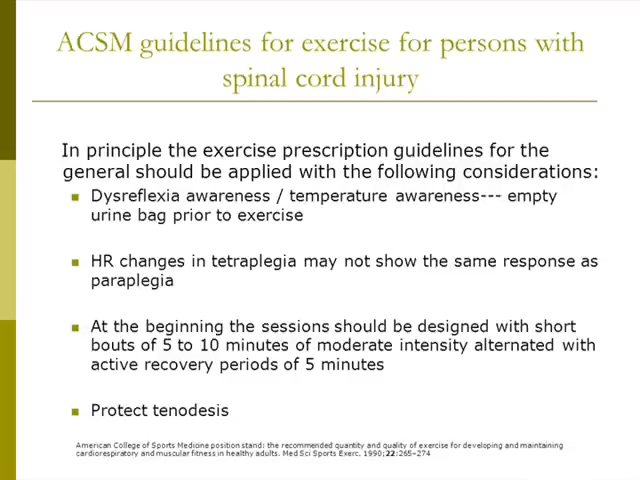 ACSM guidelines for exercise for persons with
spinal cord injury
In principle the exercise prescription guidelines for the
general should be applied with the following considerations:
Dysreflexia awareness / temperature awareness--- empty
urine bag prior to exercise
HR changes in tetraplegia may not show the same response as
paraplegia
At the beginning the sessions should be designed with short
bouts of 5 to 10 minutes of moderate intensity alternated with
active recovery periods of 5 minutes
Protect tenodesis
American College of Sports Medicine position stand: the recommended quantity and quality of exercise for developing and maintaining
cardiorespiratory and muscular fitness in healthy adults. Med Sci Sports Exerc. 1990;22:265–274